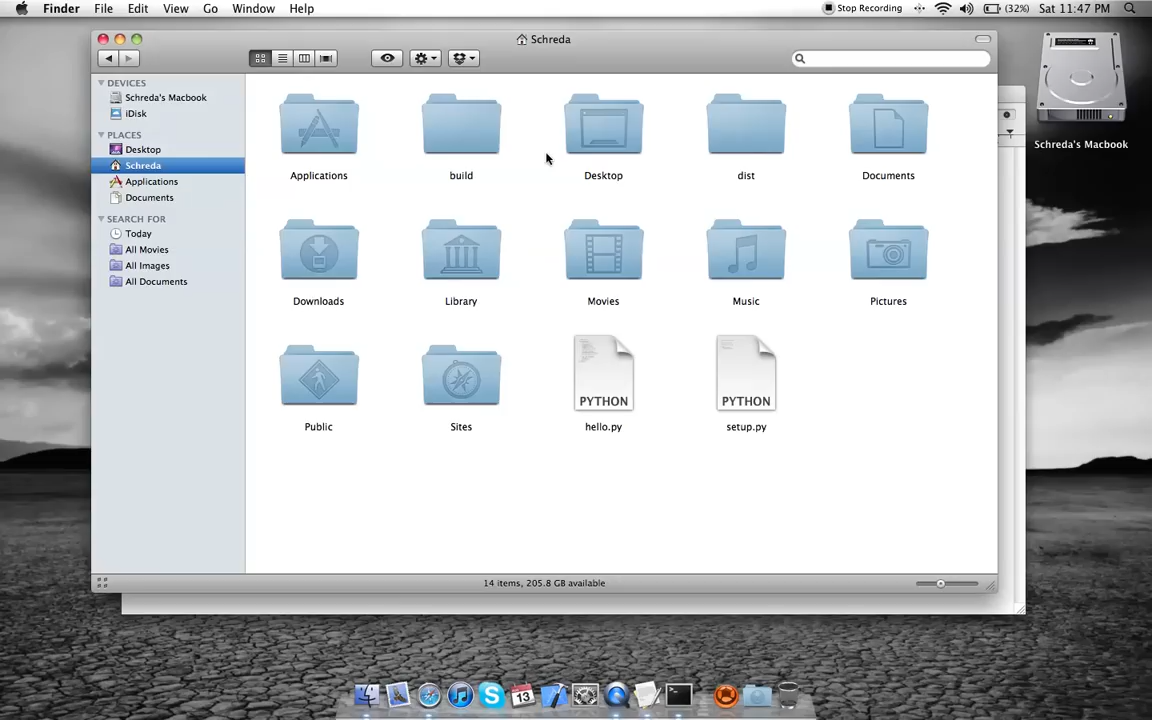 Finder File Edit View Go Window Help Stop Recording (32%) Sat 11:47 PM
Schreda
DEVICES
Schreda's Macbook
iDisk
PLACES
Desktop
Schreda
Applications
Documents
SEARCH FOR
Today
All Movies
All Images
All Documents
Applications build Desktop dist Documents
Downloads Library Movies Music Pictures
PYTHON PYTHON
Public Sites hello.py setup.py
14 items, 205.8 GB available
Schreda's Macbook
13